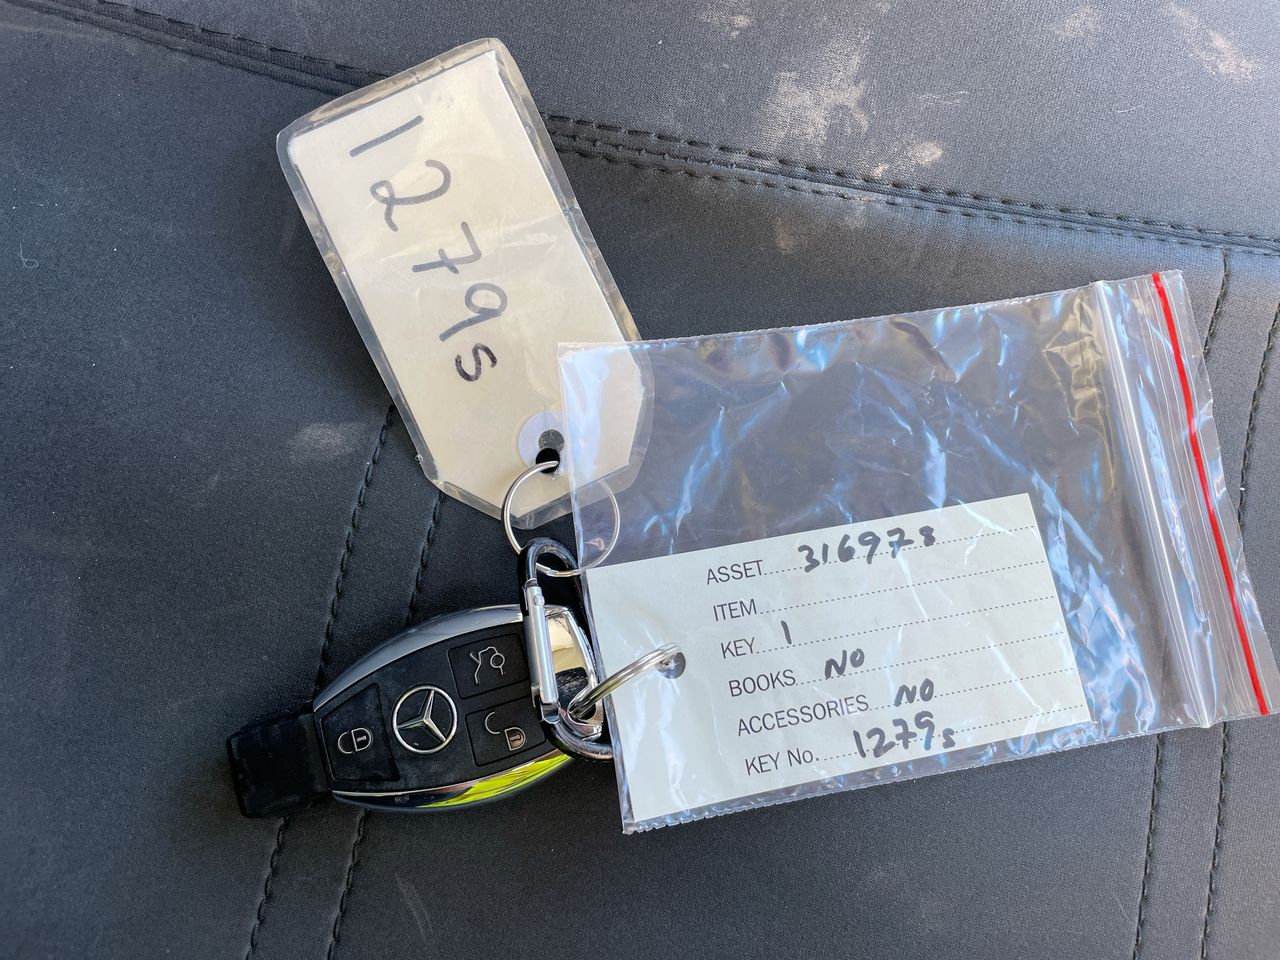 1279s
ASSET 316978
ITEM
KEY 1
BOOKS NO
ACCESSORIES NO
KEY No. 1279s